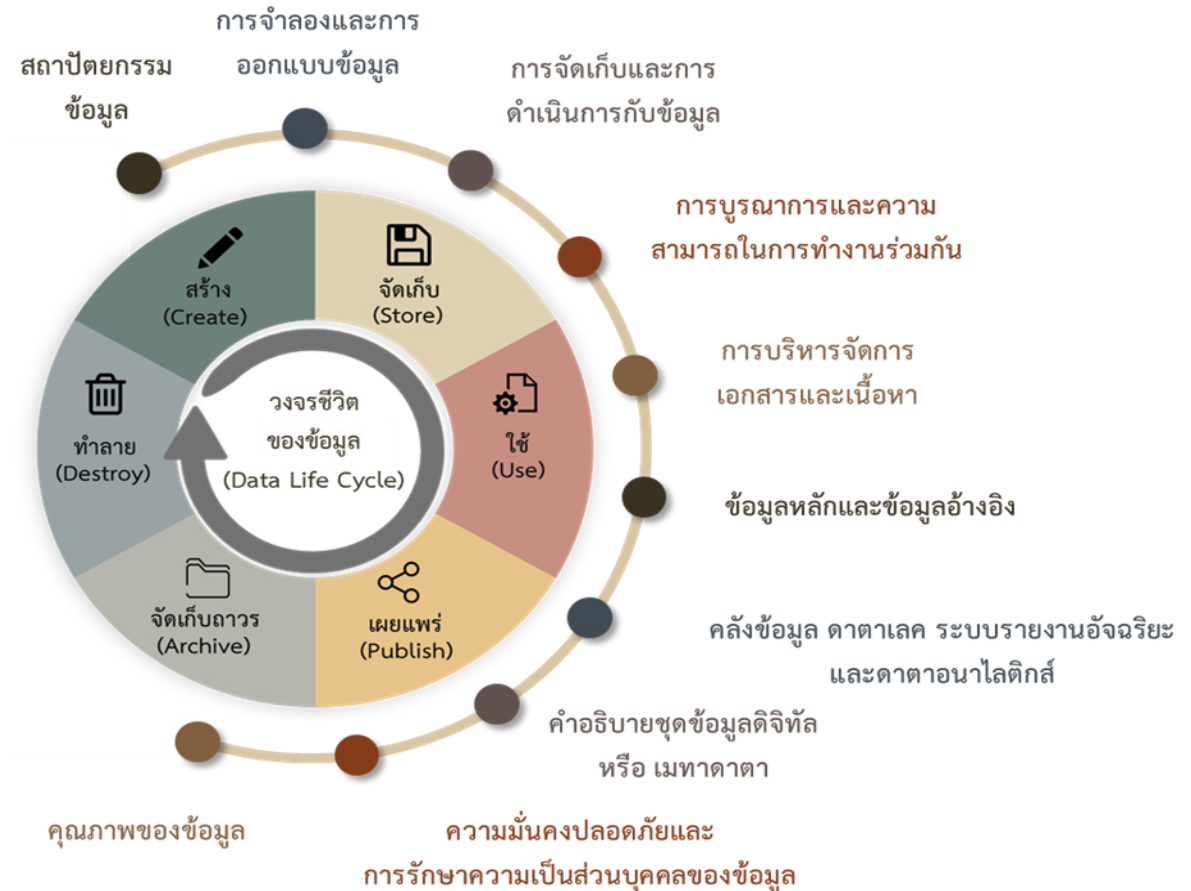 การจำลองและการ
ออกแบบข้อมูล
สถาปัตยกรรม
ข้อมูล
การจัดเก็บและการ
ดำเนินการกับข้อมูล
การบูรณาการและความ
สามารถในการทำงานร่วมกัน
การบริหารจัดการ
เอกสารและเนื้อหา
ข้อมูลหลักและข้อมูลอ้างอิง
คลังข้อมูล ดาตาเลค ระบบรายงานอัจฉริยะ
และดาตาอนาไลติกส์
คำอธิบายชุดข้อมูลดิจิทัล
หรือ เมทาดาตา
ความมั่นคงปลอดภัยและ
การรักษาความเป็นส่วนบุคคลของข้อมูล
คุณภาพของข้อมูล
สร้าง
(Create)
จัดเก็บ
(Store)
ใช้
(Use)
เผยแพร่
(Publish)
จัดเก็บถาวร
(Archive)
ทำลาย
(Destroy)
วงจรชีวิต
ของข้อมูล
(Data Life Cycle)